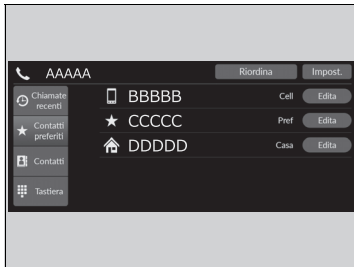 AAAAA Riordina Impost.
Chiamate
recenti
BBBBB Cell Edita
Contatti
preferiti
CCCCC Pref Edita
Contatti
DDDDD Casa Edita
Tastiera